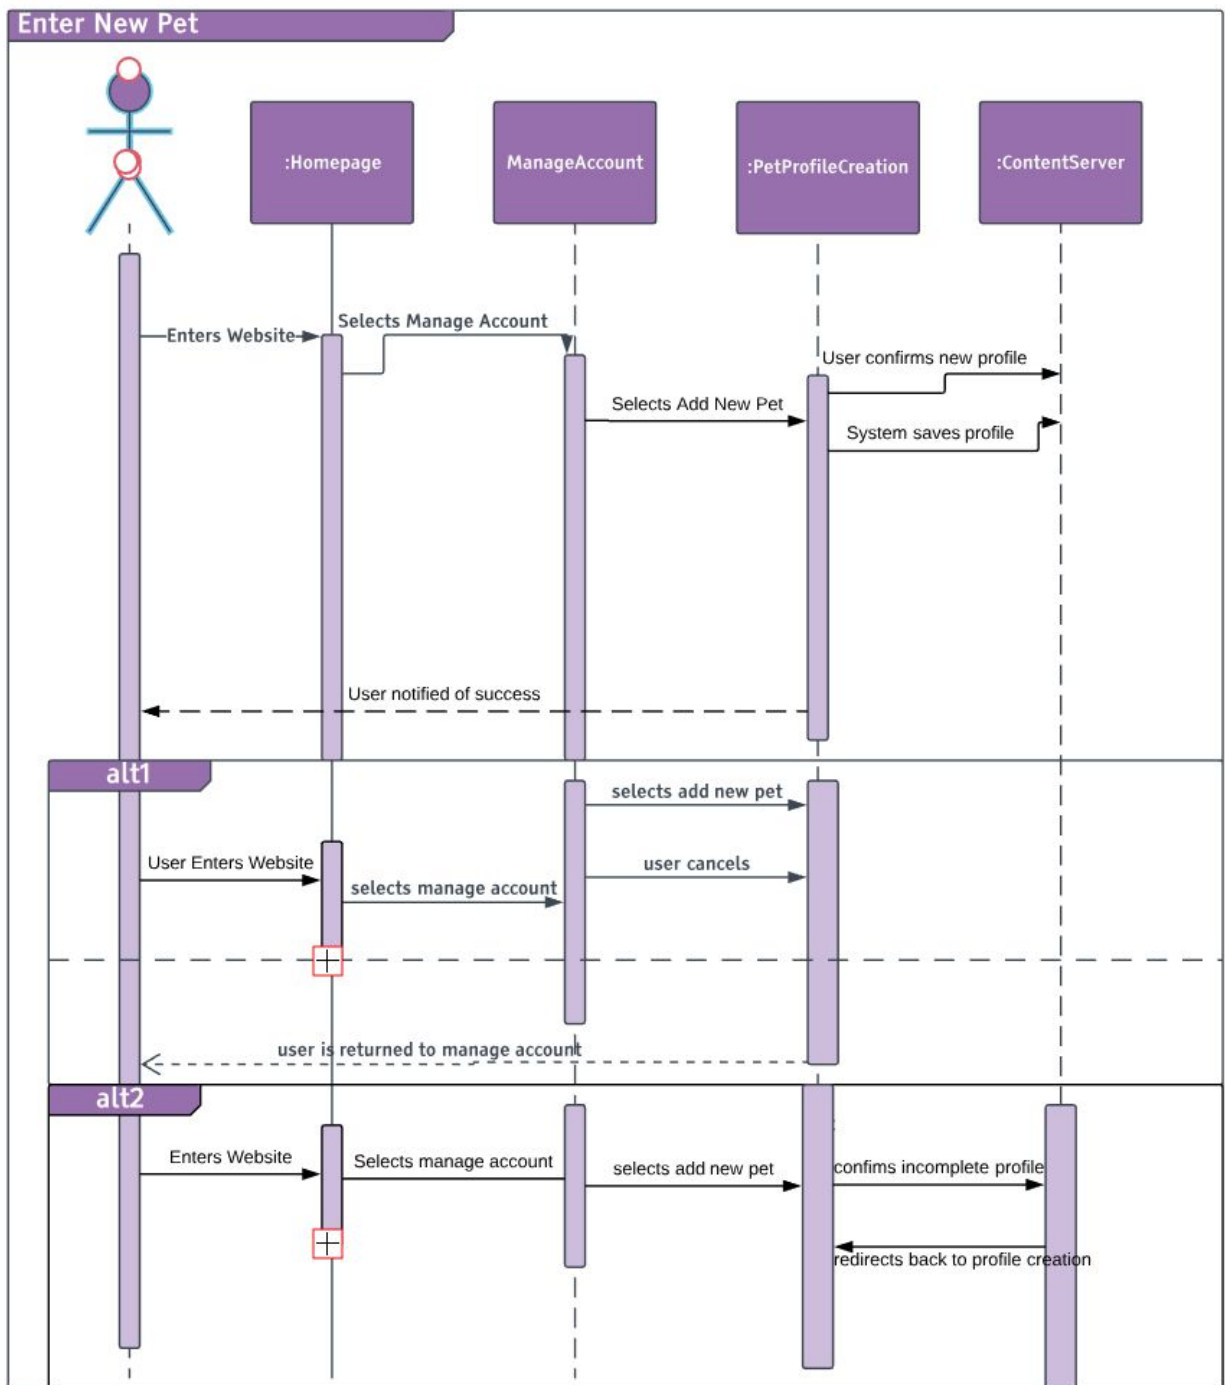 Enter New Pet
:Homepage
ManageAccount
:PetProfileCreation
:ContentServer
Enters Website
Selects Manage Account
User confirms new profile
Selects Add New Pet
System saves profile
User notified of success
alt1
selects add new pet
User Enters Website
user cancels
selects manage account
user is returned to manage account
alt2
Enters Website
Selects manage account
selects add new pet
confims incomplete profile
redirects back to profile creation